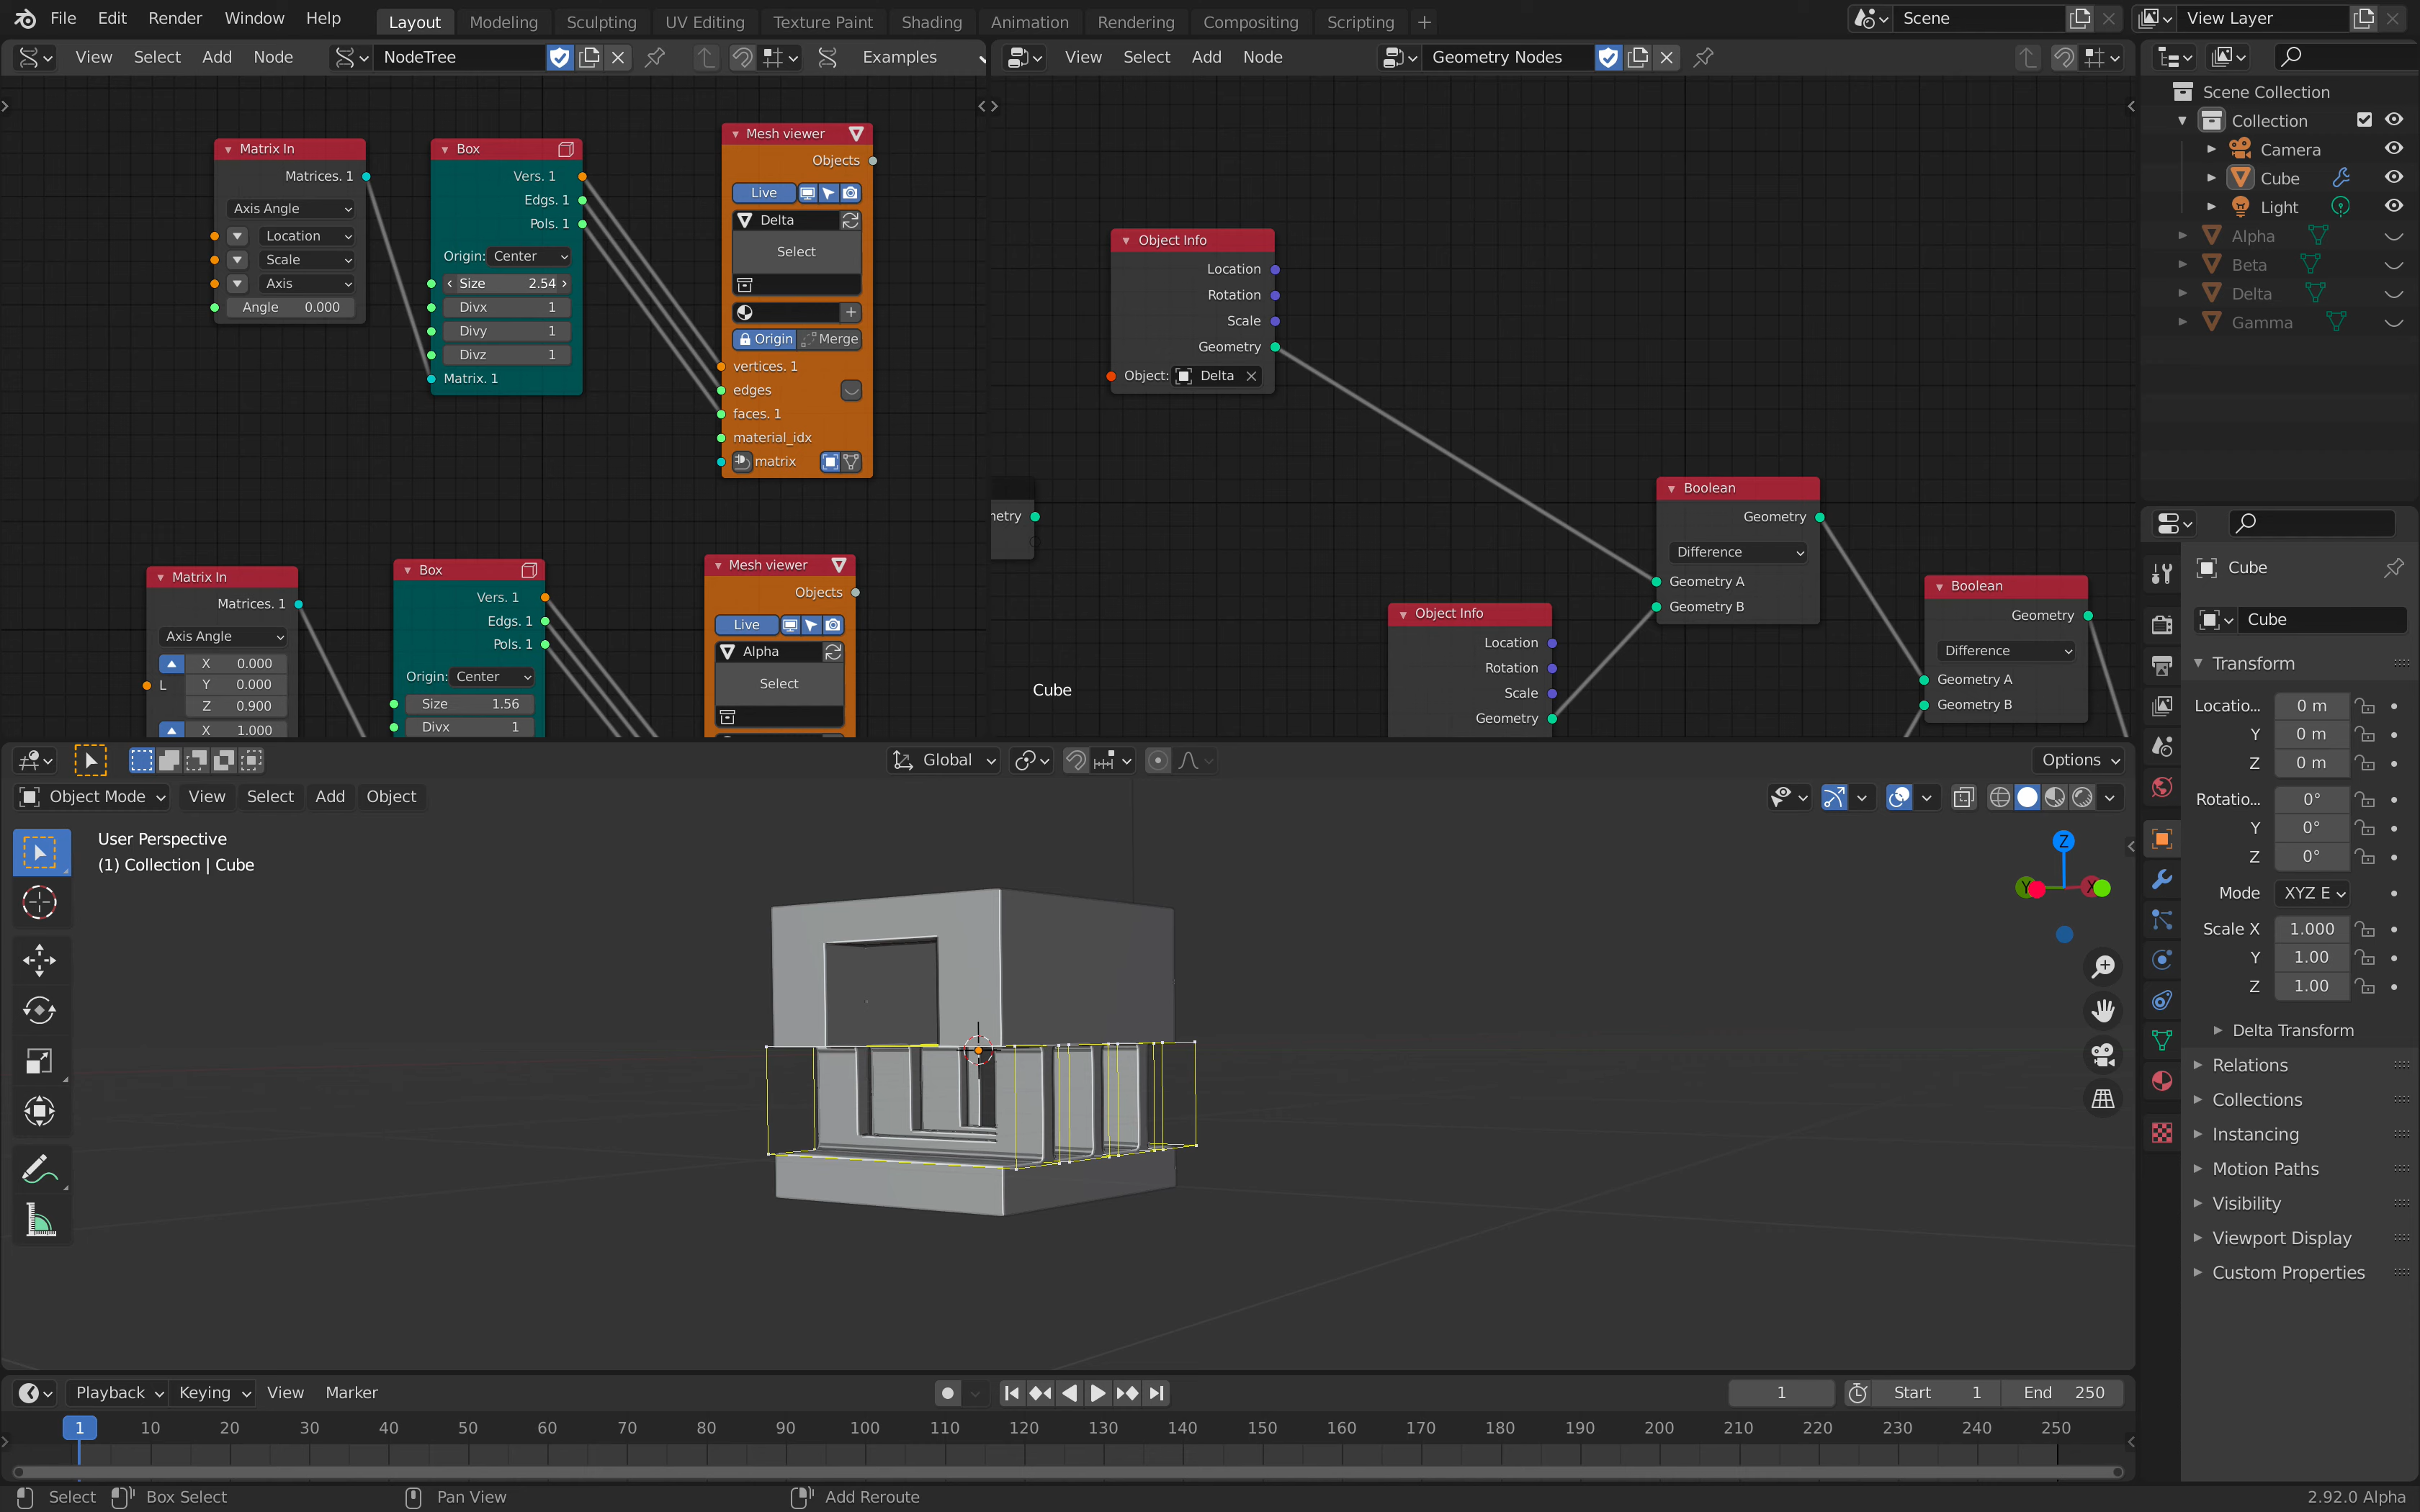 File Edit Render Window Help Layout Modeling Sculpting UV Editing Texture Paint Shading Animation Rendering Compositing Scripting + Scene View Layer
View Select Add Node NodeTree Examples
View Select Add Node Geometry Nodes
Matrix In
Matrices. 1
Axis Angle
Location
Scale
Axis
Angle 0.000
Box
Vers. 1
Edgs. 1
Pols. 1
Origin: Center
Size 2.54
Divx 1
Divy 1
Divz 1
Matrix. 1
Mesh viewer
Objects
Live
Delta
Select
Origin Merge
vertices. 1
edges
faces. 1
material_idx
matrix
Matrix In
Matrices. 1
Axis Angle
X 0.000
L Y 0.000
Z 0.900
X 1.000
Box
Vers. 1
Edgs. 1
Pols. 1
Origin: Center
Size 1.56
Divx 1
Mesh viewer
Objects
Live
Alpha
Select
Object Info
Location
Rotation
Scale
Geometry
Object: Delta
netry
Cube
Object Info
Location
Rotation
Scale
Geometry
Boolean
Geometry
Difference
Geometry A
Geometry B
Boolean
Geometry
Difference
Geometry A
Geometry B
Scene Collection
Collection
Camera
Cube
Light
Alpha
Beta
Delta
Gamma
Cube
Cube
Transform
Locatio... 0 m
Y 0 m
Z 0 m
Rotatio... 0°
Y 0°
Z 0°
Mode XYZ E
Scale X 1.000
Y 1.00
Z 1.00
Delta Transform
Relations
Collections
Instancing
Motion Paths
Visibility
Viewport Display
Custom Properties
Global Options
Object Mode View Select Add Object
User Perspective
(1) Collection | Cube
Z
Y X
Playback Keying View Marker 1 Start 1 End 250
1 10 20 30 40 50 60 70 80 90 100 110 120 130 140 150 160 170 180 190 200 210 220 230 240 250
Select Box Select Pan View Add Reroute 2.92.0 Alpha